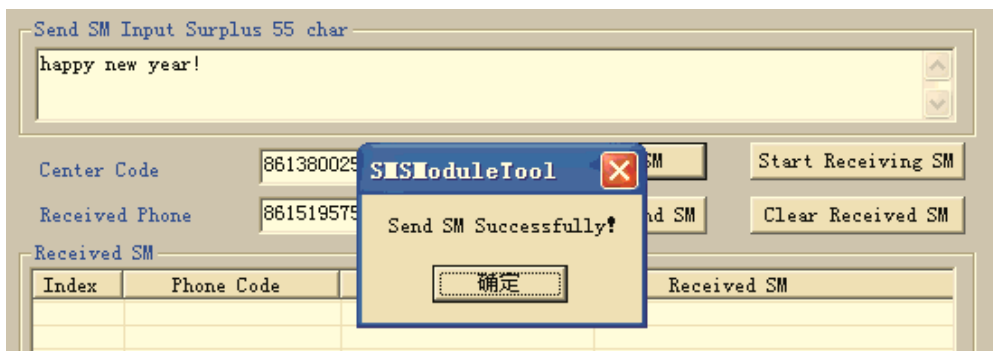 Send SM Input Surplus 55 char
happy new year!
Center Code 861380025 SM Start Receiving SM
SMSModuleTool
Received Phone 861519575 nd SM Clear Received SM
Send SM Successfully!
Received SM
确定
Index Phone Code Received SM